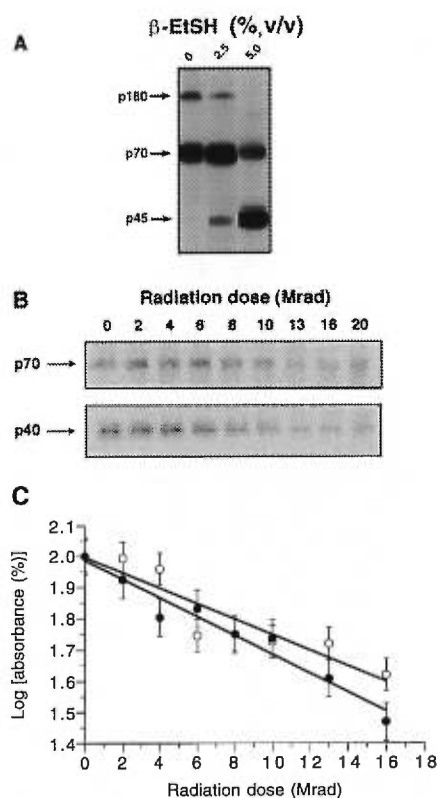 β-EtSH (%, v/v)
A
0 2.5 5.0
p180
p70
p45
B
Radiation dose (Mrad)
0 2 4 6 8 10 13 16 20
p70
p40
C
2.1
2.0
1.9
1.8
1.7
1.6
1.5
1.4
Log [absorbance (%)]
0 2 4 6 8 10 12 14 16 18
Radiation dose (Mrad)